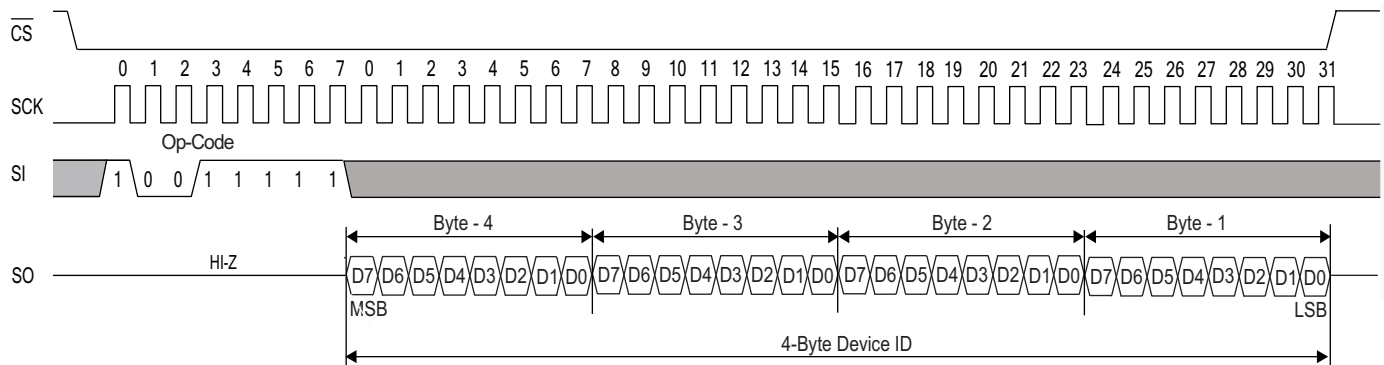 CS
0 1 2 3 4 5 6 7 0 1 2 3 4 5 6 7 8 9 10 11 12 13 14 15 16 17 18 19 20 21 22 23 24 25 26 27 28 29 30 31
SCK
Op-Code
SI 1 0 0 1 1 1 1 1
Byte - 4 Byte - 3 Byte - 2 Byte - 1
SO HI-Z D7 D6 D5 D4 D3 D2 D1 D0 D7 D6 D5 D4 D3 D2 D1 D0 D7 D6 D5 D4 D3 D2 D1 D0 D7 D6 D5 D4 D3 D2 D1 D0
MSB LSB
4-Byte Device ID